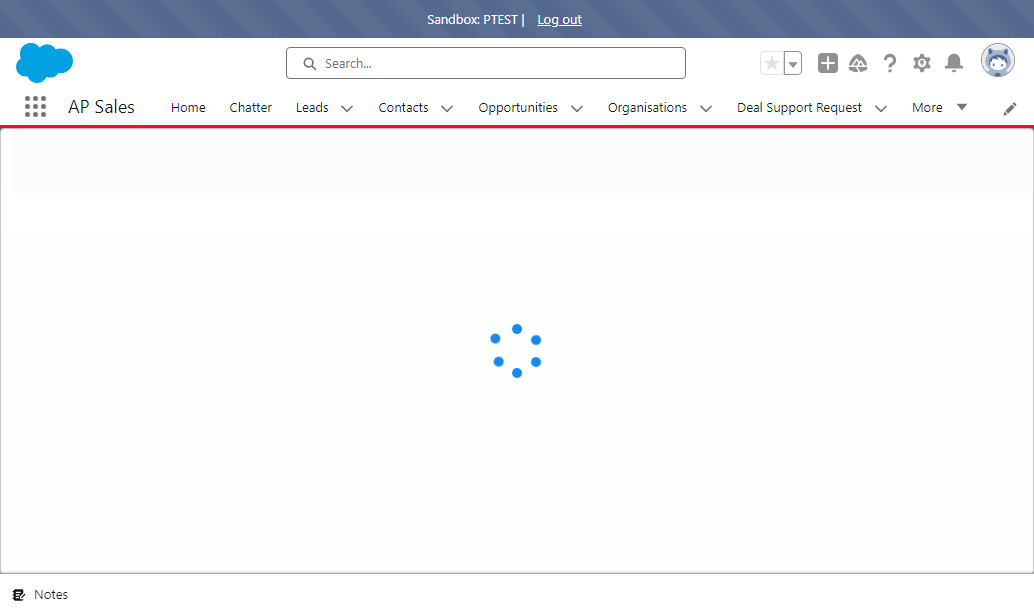 Sandbox: PTEST | Log out
Search...
AP Sales Home Chatter Leads Contacts Opportunities Organisations Deal Support Request More
Notes